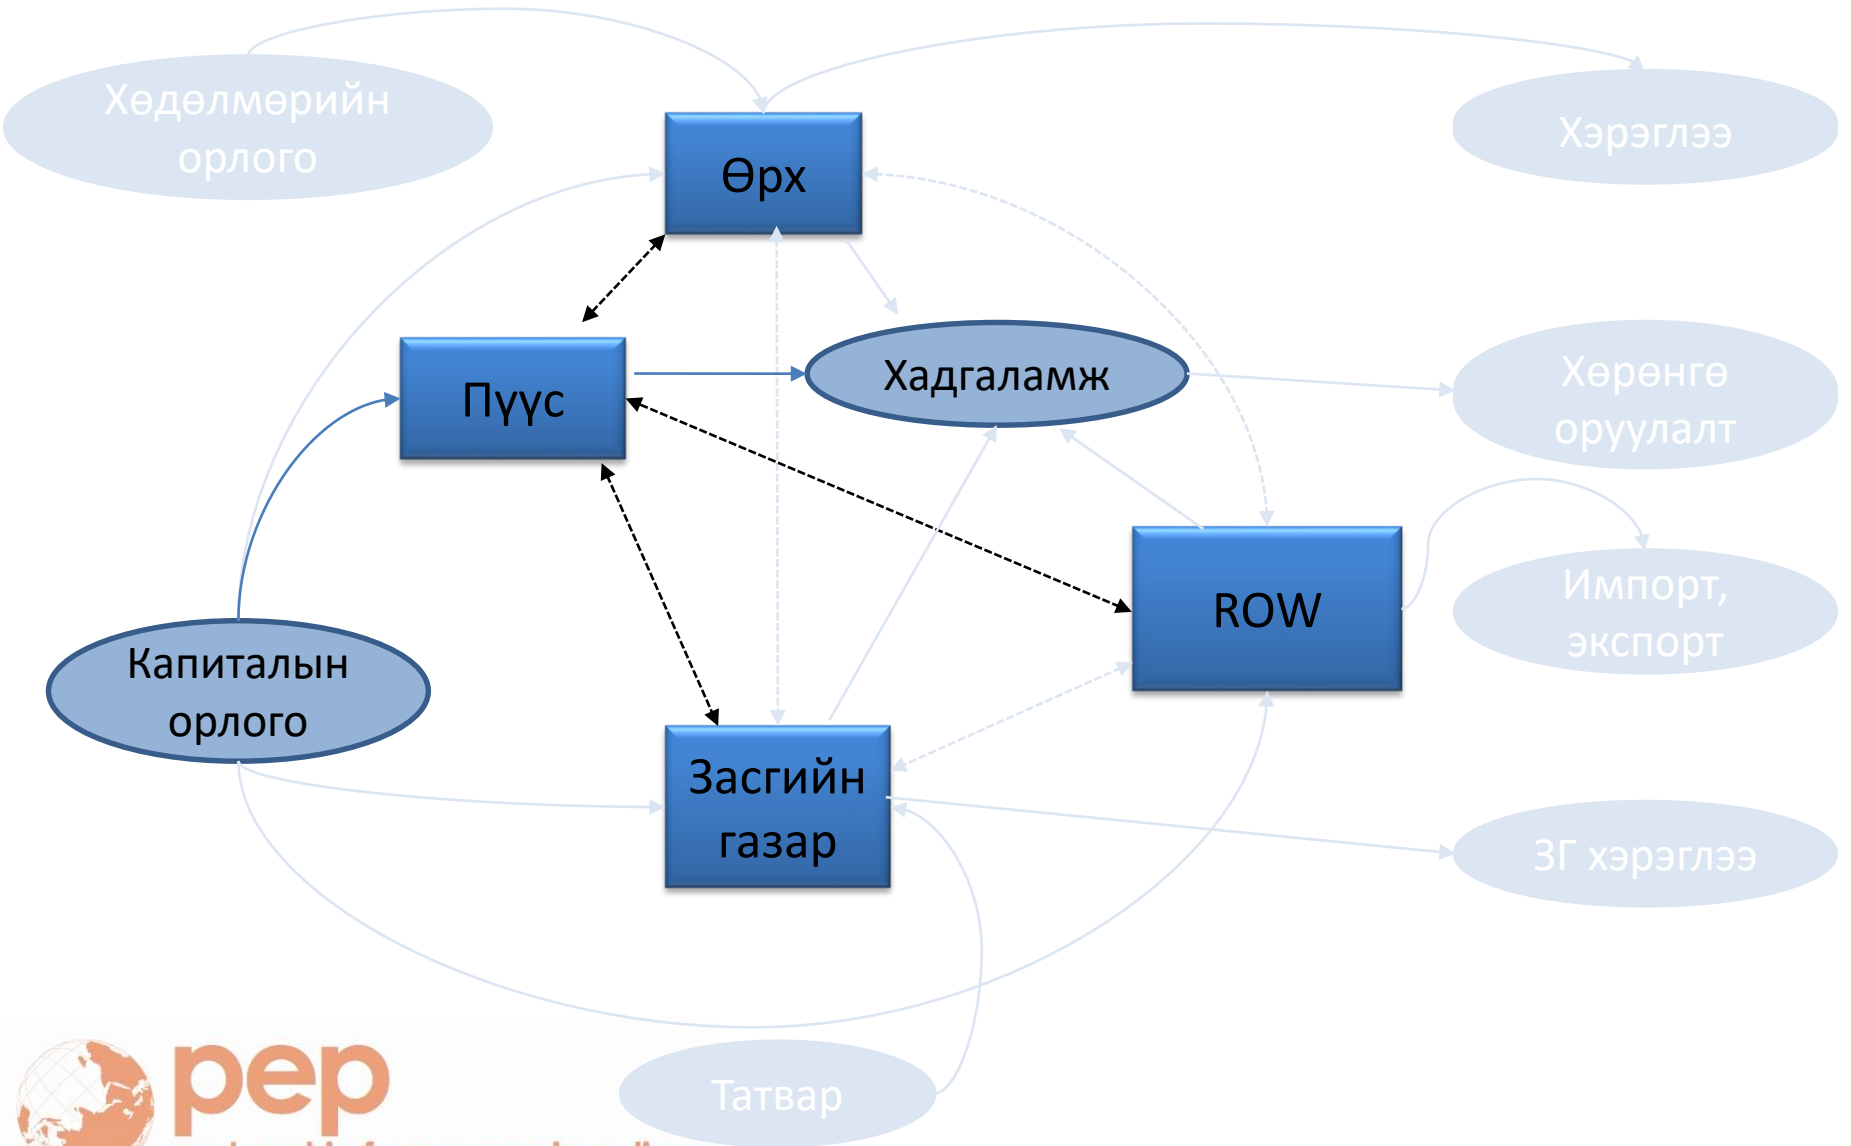 Хөдөлмөрийн
орлого
Өрх
Хэрэглээ
Пүүс
Хадгаламж
Хөрөнгө
оруулалт
ROW
Импорт,
экспорт
Капиталын
орлого
Засгийн
газар
ЗГ хэрэглээ
Татвар
pep